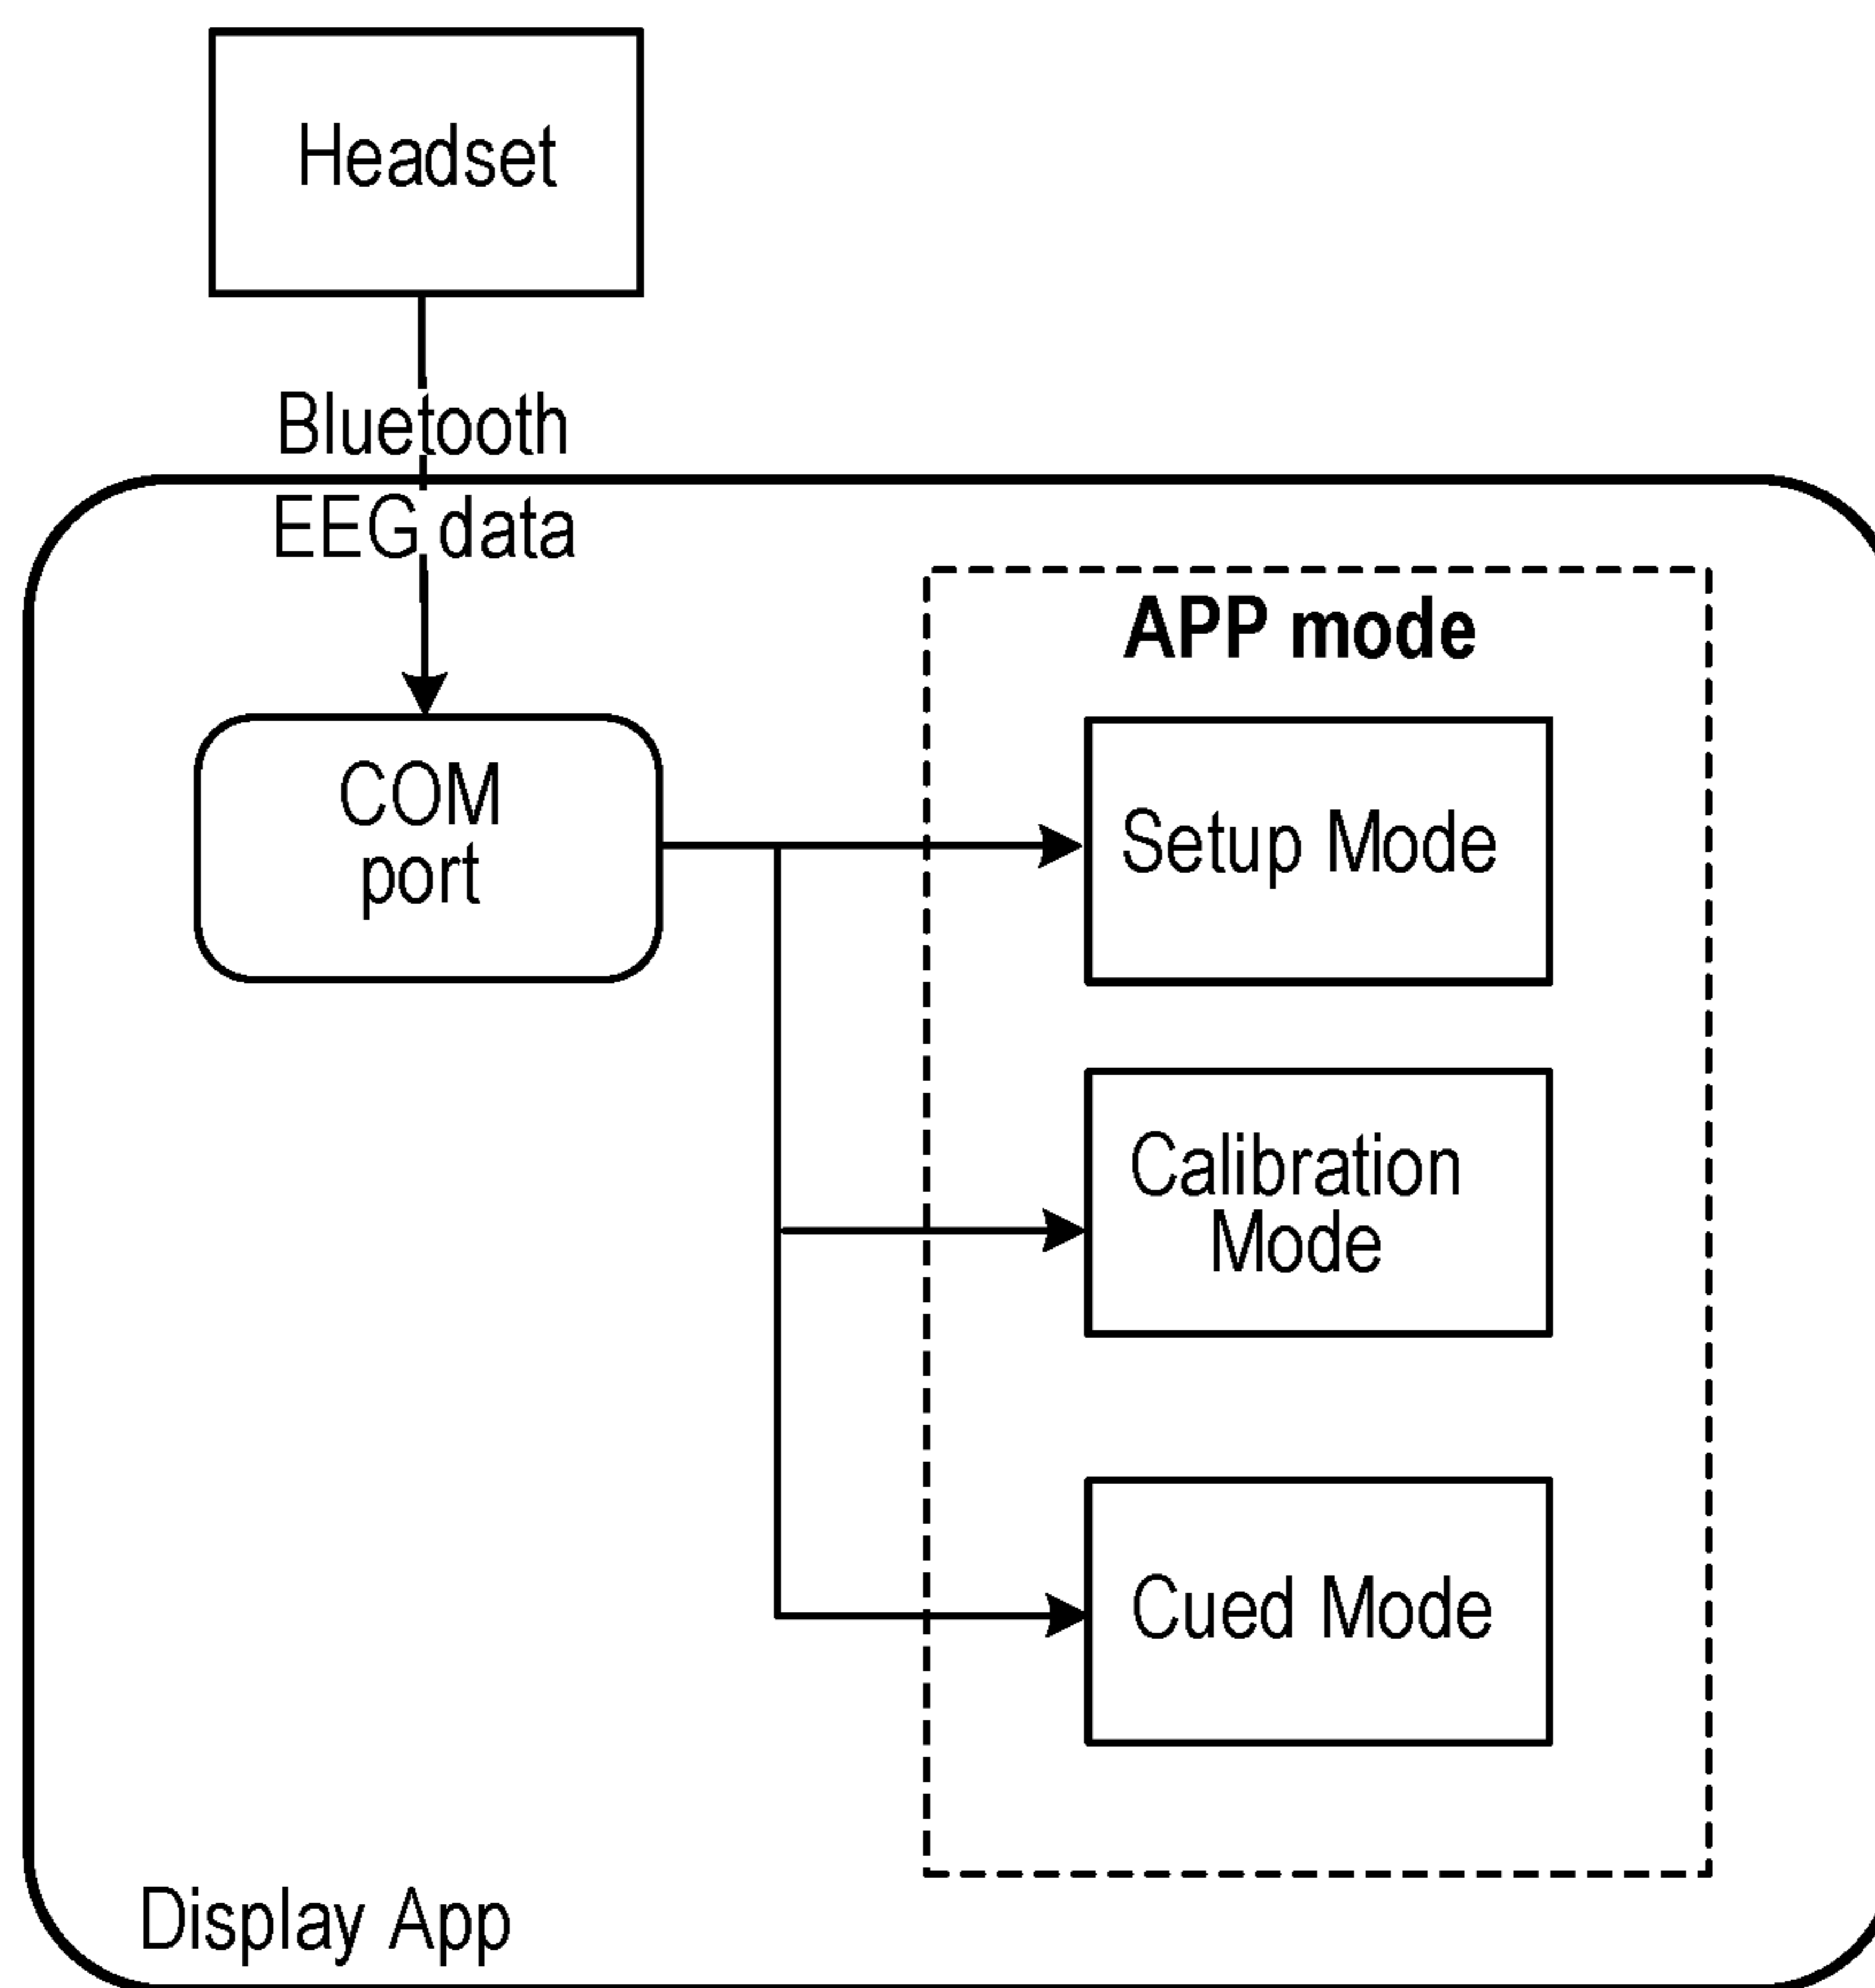 Headset
Bluetooth
EEG data
APP mode
COM
port
Setup Mode
Calibration
Mode
Cued Mode
Display App